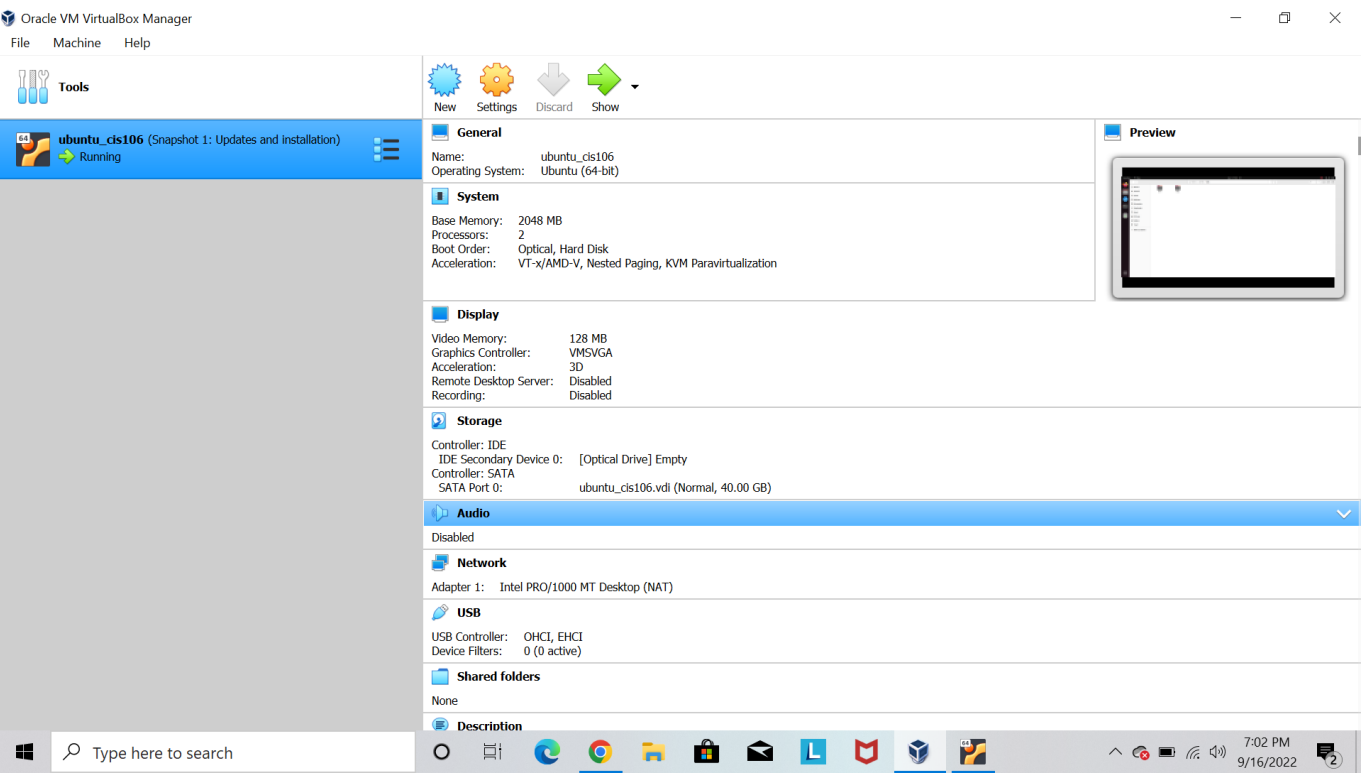 Oracle VM VirtualBox Manager
File Machine Help
Tools
New Settings Discard Show
64 ubuntu_cis106 (Snapshot 1: Updates and installation)
Running
General
Name: ubuntu_cis106
Operating System: Ubuntu (64-bit)
Preview
System
Base Memory: 2048 MB
Processors: 2
Boot Order: Optical, Hard Disk
Acceleration: VT-x/AMD-V, Nested Paging, KVM Paravirtualization
Display
Video Memory: 128 MB
Graphics Controller: VMSVGA
Acceleration: 3D
Remote Desktop Server: Disabled
Recording: Disabled
Storage
Controller: IDE
IDE Secondary Device 0: [Optical Drive] Empty
Controller: SATA
SATA Port 0: ubuntu_cis106.vdi (Normal, 40.00 GB)
Audio
Disabled
Network
Adapter 1: Intel PRO/1000 MT Desktop (NAT)
USB
USB Controller: OHCI, EHCI
Device Filters: 0 (0 active)
Shared folders
None
Description
Type here to search
L
64
7:02 PM
9/16/2022
2